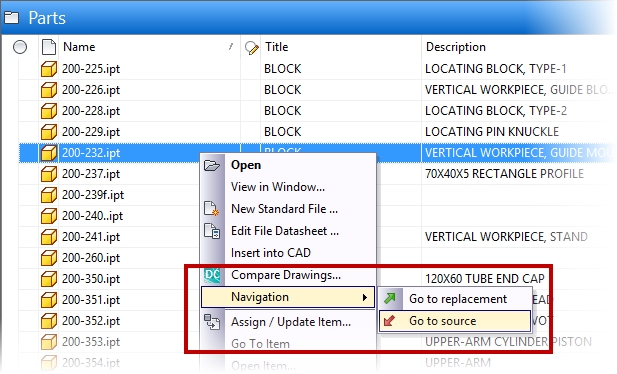 Parts
Name / Title Description
200-225.ipt BLOCK LOCATING BLOCK, TYPE-1
200-226.ipt BLOCK VERTICAL WORKPIECE, GUIDE BLO
200-228.ipt BLOCK LOCATING BLOCK, TYPE-2
200-229.ipt BLOCK LOCATING PIN KNUCKLE
200-232.ipt BLOCK VERTICAL WORKPIECE, GUIDE MOU
200-237.ipt Open 70X40X5 RECTANGLE PROFILE
200-239f.ipt View in Window...
200-240..ipt New Standard File ...
200-241.ipt Edit File Datasheet ... VERTICAL WORKPIECE, STAND
200-260.ipt Insert into CAD
200-350.ipt DC Compare Drawings... 120X60 TUBE END CAP
200-351.ipt Navigation Go to replacement EAD
200-352.ipt Assign / Update Item... Go to source VOT
200-353.ipt Go To Item UPPER-ARM CYLINDER PISTON
200-354.ipt Open Item... UPPER-ARM